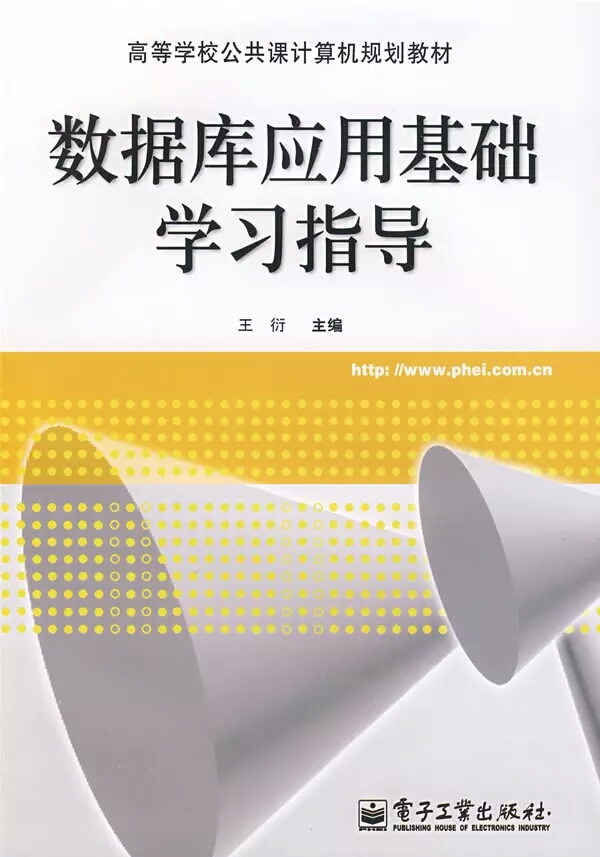 高等学校公共课计算机规划教材
数据库应用基础
学习指导
王 衍 主编
http: //www.phei.com.cn
電子工業出版社·
PUBLISHING HOUSE OF ELECTRONICS INDUSTRY